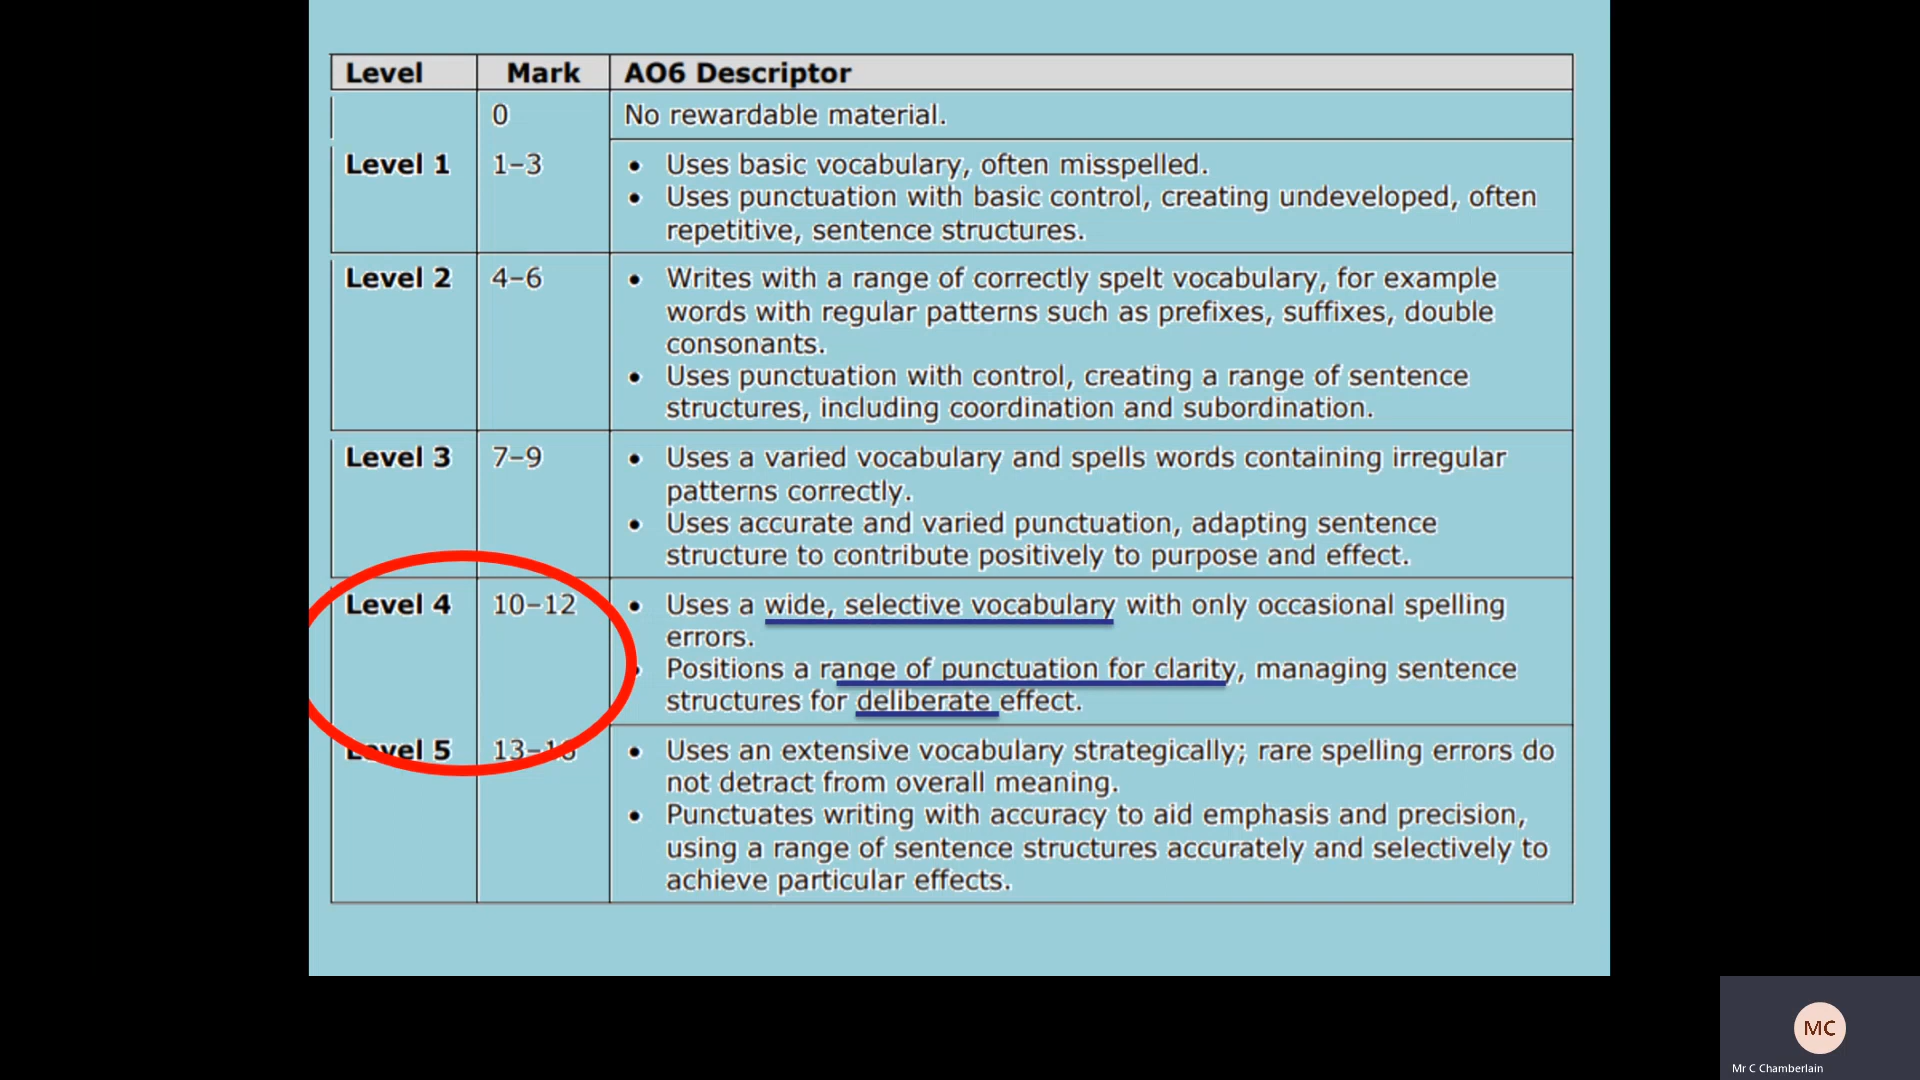 Level Mark AO6 Descriptor
0 No rewardable material.
Level 1 1–3 • Uses basic vocabulary, often misspelled.
• Uses punctuation with basic control, creating undeveloped, often
repetitive, sentence structures.
Level 2 4–6 • Writes with a range of correctly spelt vocabulary, for example
words with regular patterns such as prefixes, suffixes, double
consonants.
• Uses punctuation with control, creating a range of sentence
structures, including coordination and subordination.
Level 3 7–9 • Uses a varied vocabulary and spells words containing irregular
patterns correctly.
• Uses accurate and varied punctuation, adapting sentence
structure to contribute positively to purpose and effect.
Level 4 10–12 • Uses a wide, selective vocabulary with only occasional spelling
errors.
• Positions a range of punctuation for clarity, managing sentence
structures for deliberate effect.
Level 5 13–16 • Uses an extensive vocabulary strategically; rare spelling errors do
not detract from overall meaning.
• Punctuates writing with accuracy to aid emphasis and precision,
using a range of sentence structures accurately and selectively to
achieve particular effects.
MC
Mr C Chamberlain